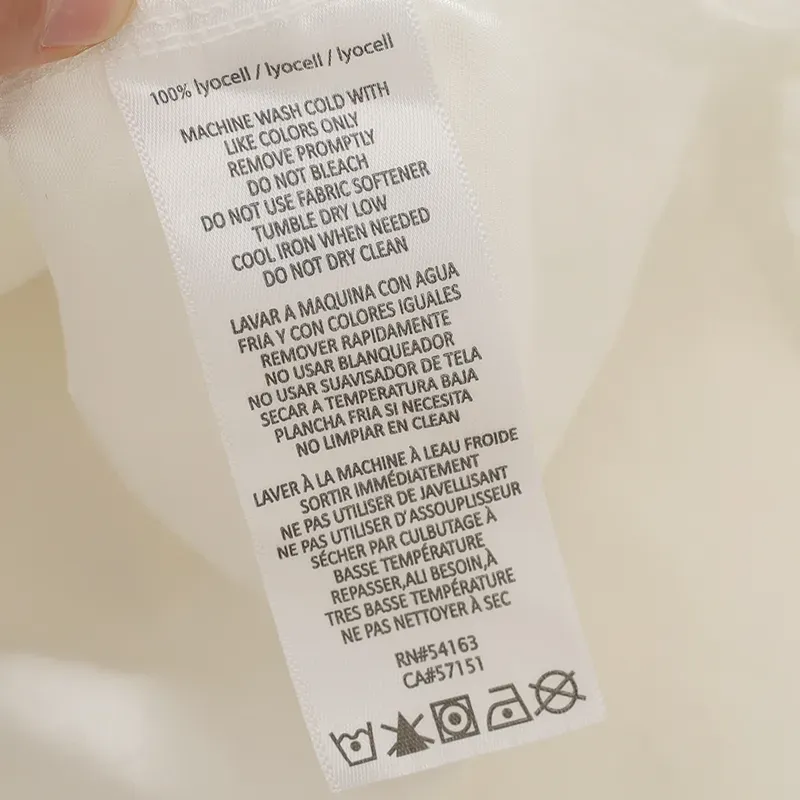 100% lyocell / lyocell / lyocell
MACHINE WASH COLD WITH
LIKE COLORS ONLY
REMOVE PROMPTLY
DO NOT BLEACH
DO NOT USE FABRIC SOFTENER
TUMBLE DRY LOW
COOL IRON WHEN NEEDED
DO NOT DRY CLEAN
LAVAR A MAQUINA CON AGUA
FRIA Y CON COLORES IGUALES
REMOVER RAPIDAMENTE
NO USAR BLANQUEADOR
NO USAR SUAVISADOR DE TELA
SECAR A TEMPERATURA BAJA
PLANCHA FRIA SI NECESITA
NO LIMPIAR EN CLEAN
LAVER À LA MACHINE À LEAU FROIDE
SORTIR IMMÉDIATEMENT
NE PAS UTILISER DE JAVELLISANT
NE PAS UTILISER D'ASSOUPLISSEUR
SÉCHER PAR CULBUTAGE À
BASSE TEMPÉRATURE
REPASSER,ALI BESOIN,À
TRES BASSE TEMPÉRATURE
NE PAS NETTOYER À SEC
RN#54163
CA#57151